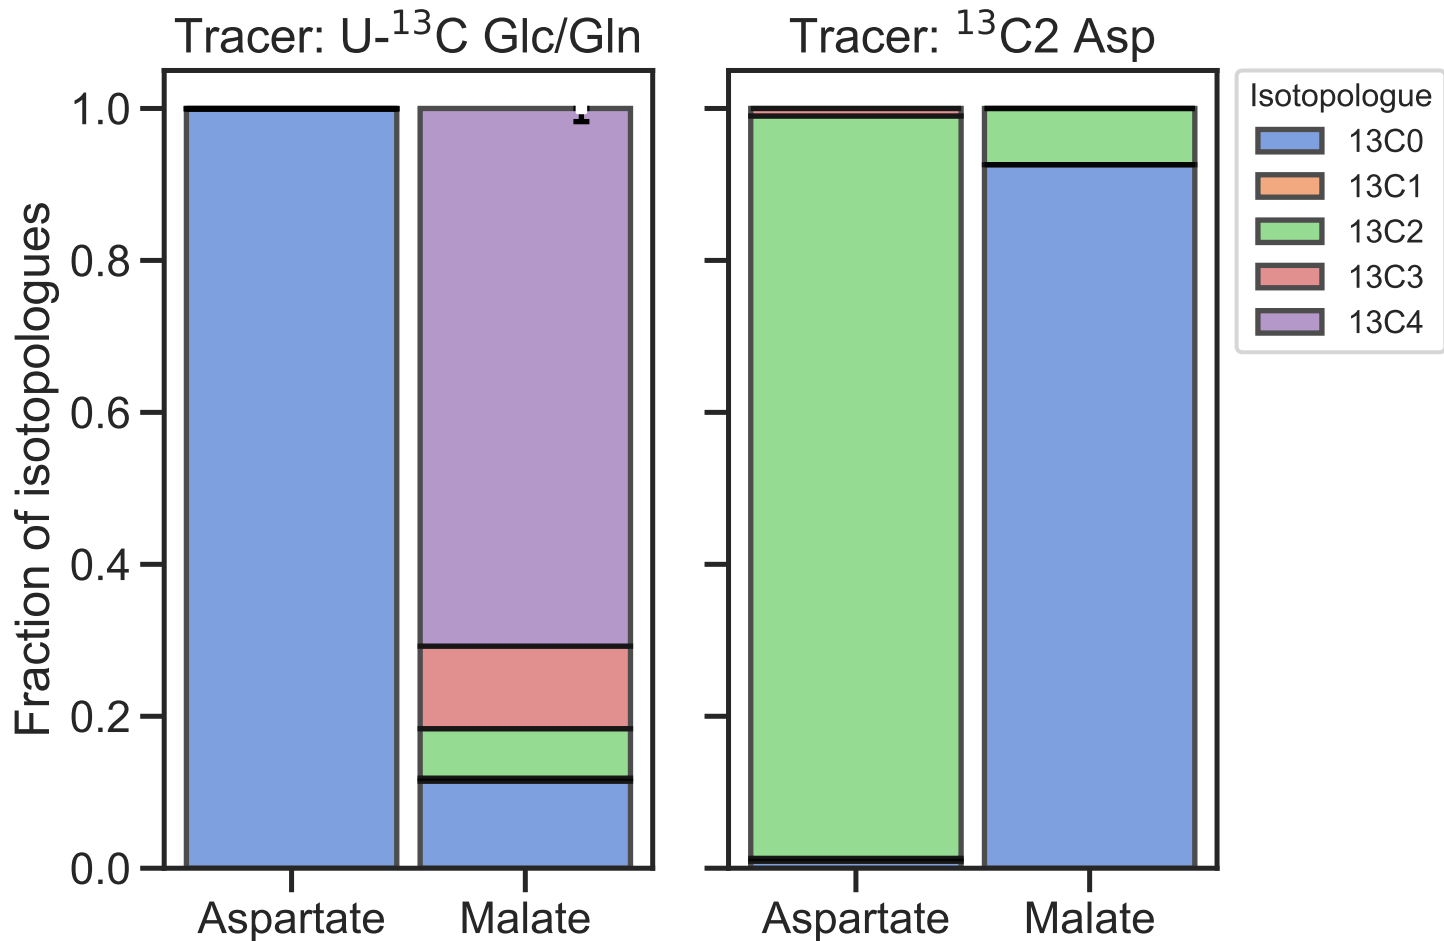 Tracer: U-¹³C Glc/Gln
Tracer: ¹³C2 Asp
Fraction of isotopologues
1.0
0.8
0.6
0.4
0.2
0.0
Aspartate
Malate
Aspartate
Malate
Isotopologue
13C0
13C1
13C2
13C3
13C4